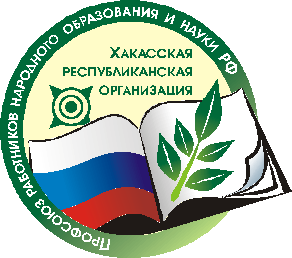 Профсоюз работников народного образования и науки РФ
Хакасская
республиканская
организация